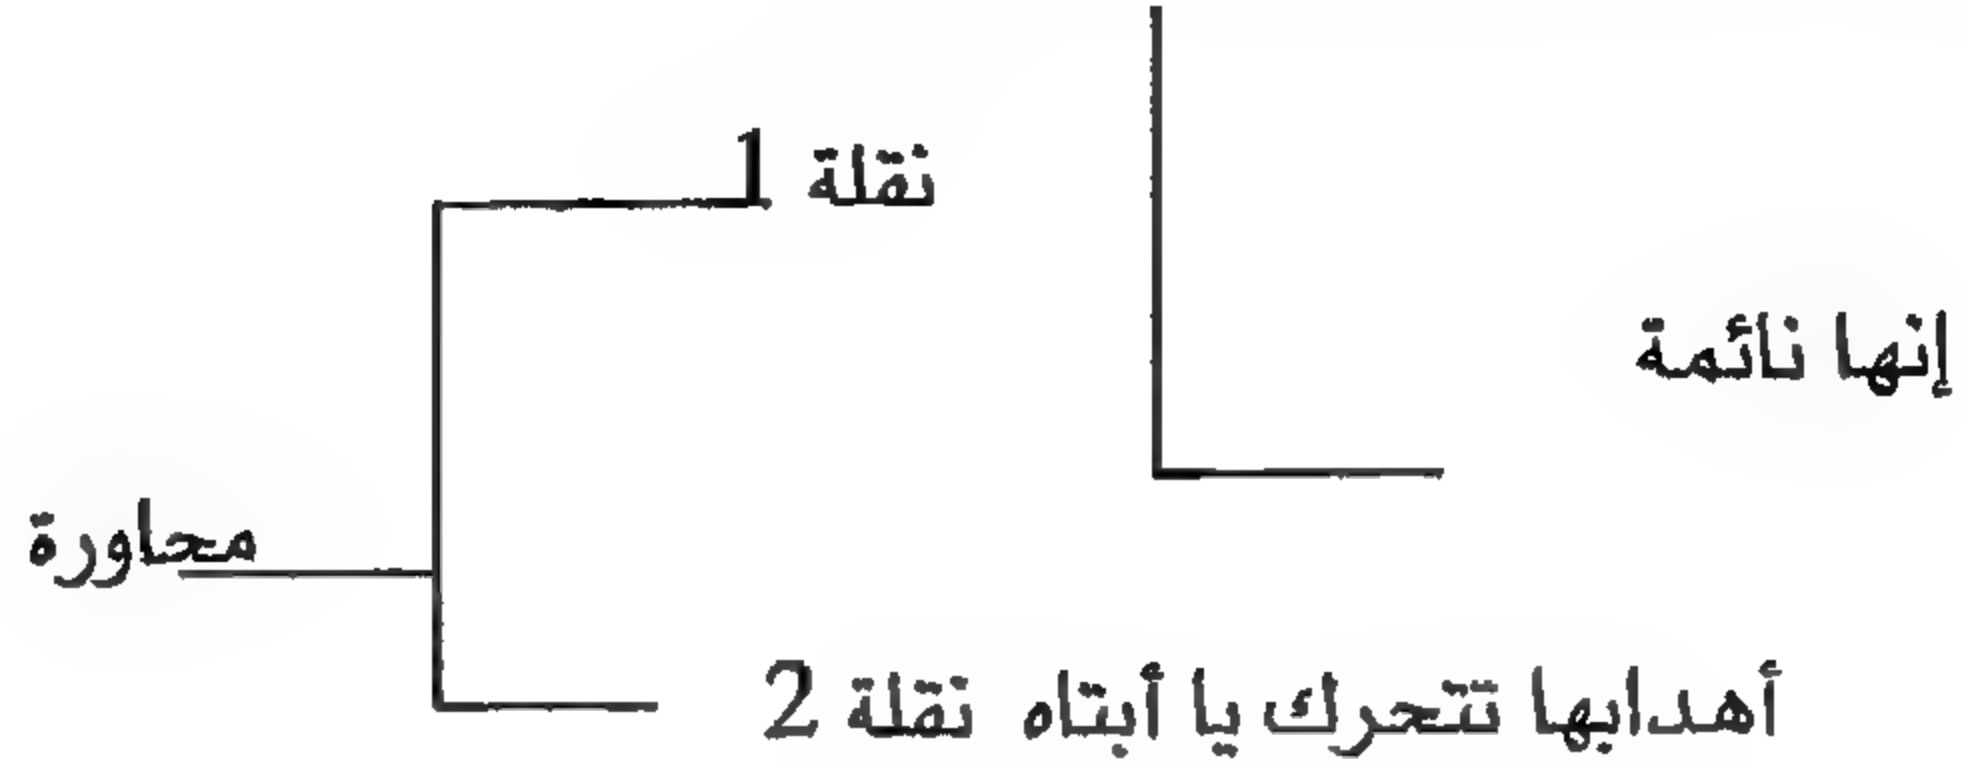 نقلة 1
إنها نائمة
محاورة
أهدابها تتحرك يا أبتاه نقلة 2